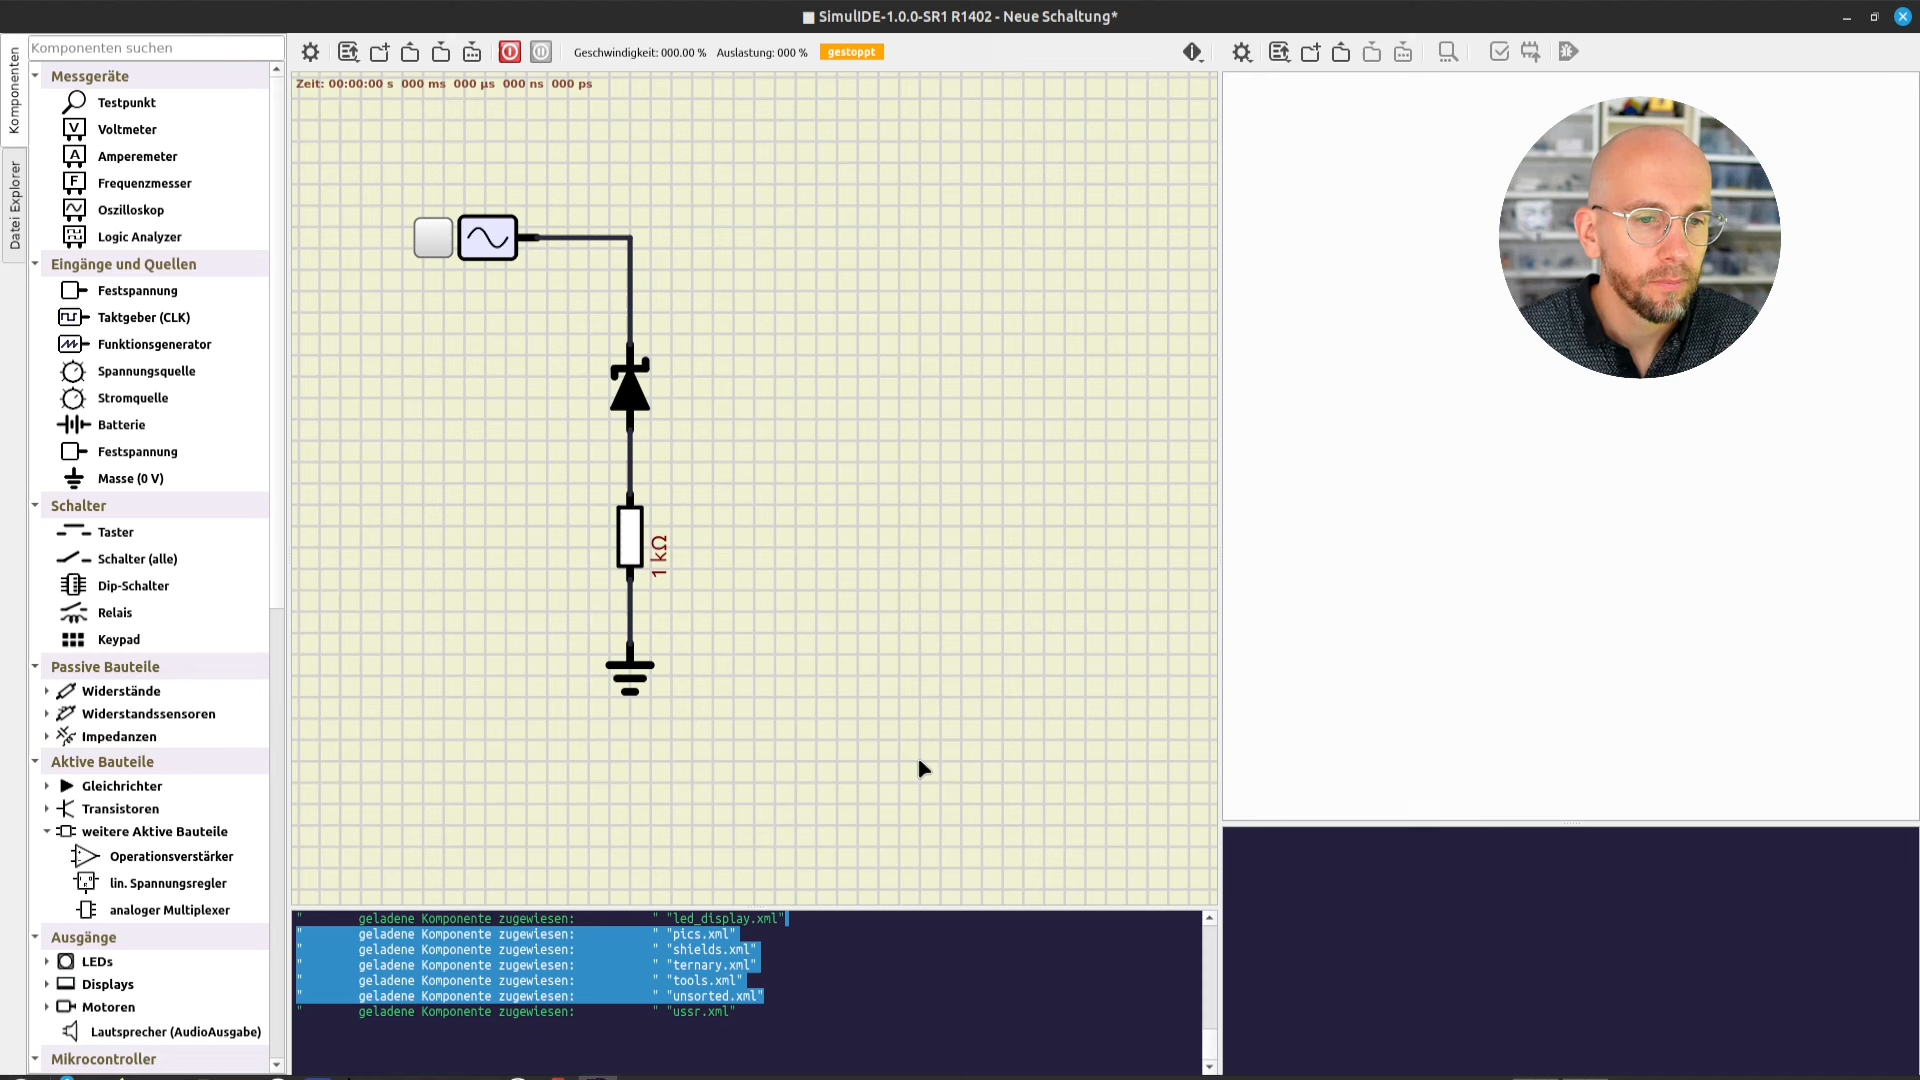 SimulIDE-1.0.0-SR1 R1402 - Neue Schaltung*
Komponenten
Datei Explorer
Komponenten suchen
Messgeräte
Testpunkt
Voltmeter
Amperemeter
Frequenzmesser
Oszilloskop
Logic Analyzer
Eingänge und Quellen
Festspannung
Taktgeber (CLK)
Funktionsgenerator
Spannungsquelle
Stromquelle
Batterie
Festspannung
Masse (0 V)
Schalter
Taster
Schalter (alle)
Dip-Schalter
Relais
Keypad
Passive Bauteile
Widerstände
Widerstandssensoren
Impedanzen
Aktive Bauteile
Gleichrichter
Transistoren
weitere Aktive Bauteile
Operationsverstärker
lin. Spannungsregler
analoger Multiplexer
Ausgänge
LEDs
Displays
Motoren
Lautsprecher (AudioAusgabe)
Mikrocontroller
Geschwindigkeit: 000.00 % Auslastung: 000 % gestoppt
Zeit: 00:00:00 s 000 ms 000 µs 000 ns 000 ps
1 kΩ
" geladene Komponente zugewiesen: " "led_display.xml"
" geladene Komponente zugewiesen: " "pics.xml"
" geladene Komponente zugewiesen: " "shields.xml"
" geladene Komponente zugewiesen: " "ternary.xml"
" geladene Komponente zugewiesen: " "tools.xml"
" geladene Komponente zugewiesen: " "unsorted.xml"
" geladene Komponente zugewiesen: " "ussr.xml"